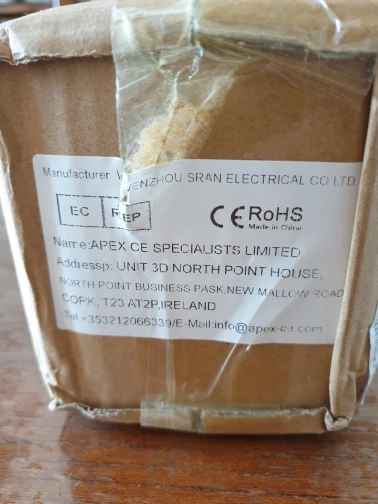 Manufacturer WENZHOU SRAN ELECTRICAL CO LTD.
EC REP CE RoHS
Made in China
Name:APEX CE SPECIALISTS LIMITED
Addressp: UNIT 3D NORTH POINT HOUSE,
NORTH POINT BUSINESS PASK,NEW MALLOW ROAD
COPK, T23 AT2P,IRELAND
Tel:+353212066339/E-Mail:info@apex-ce.com